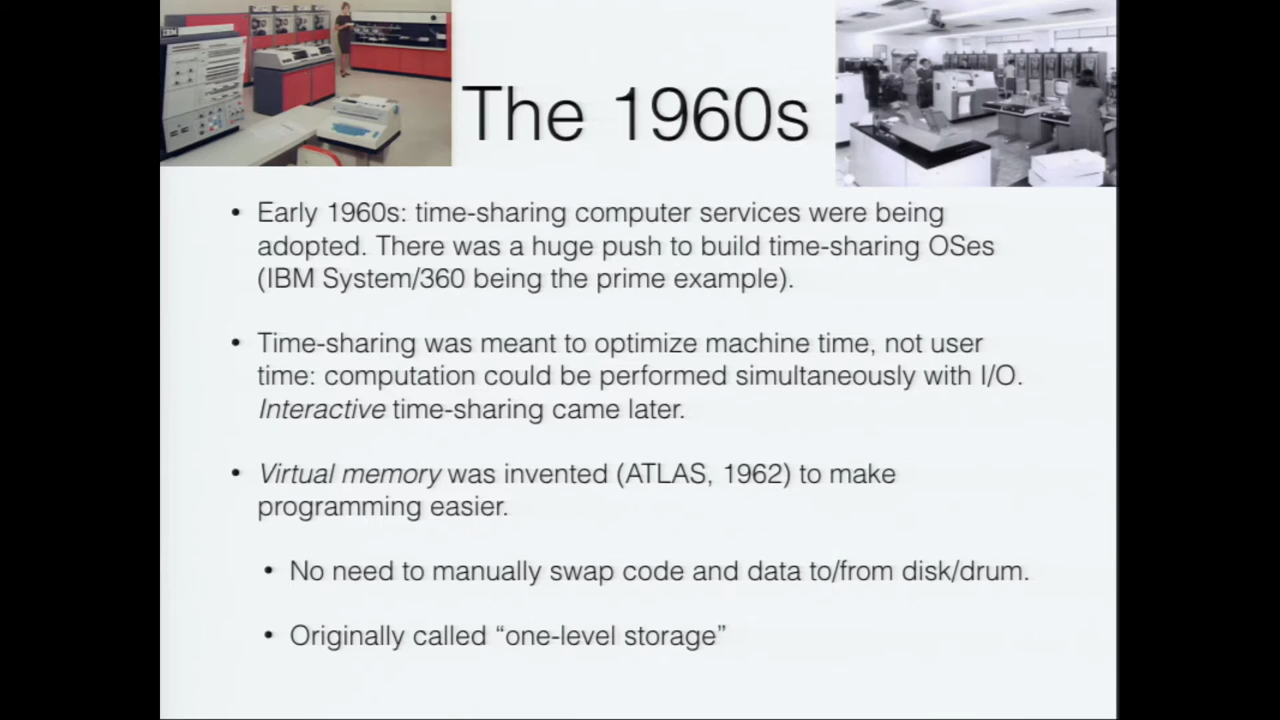 IBM
The 1960s
• Early 1960s: time-sharing computer services were being
adopted. There was a huge push to build time-sharing OSes
(IBM System/360 being the prime example).
• Time-sharing was meant to optimize machine time, not user
time: computation could be performed simultaneously with I/O.
Interactive time-sharing came later.
• Virtual memory was invented (ATLAS, 1962) to make
programming easier.
• No need to manually swap code and data to/from disk/drum.
• Originally called “one-level storage”